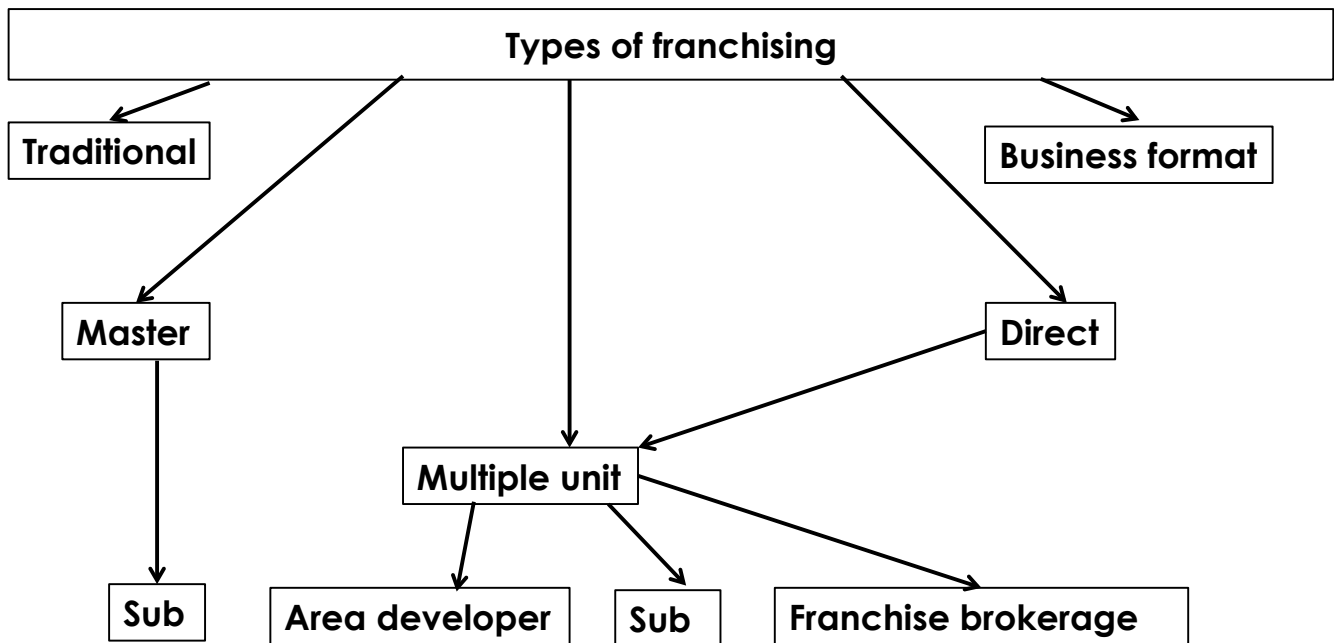 Types of franchising
Traditional
Business format
Master
Direct
Multiple unit
Sub
Area developer
Sub
Franchise brokerage